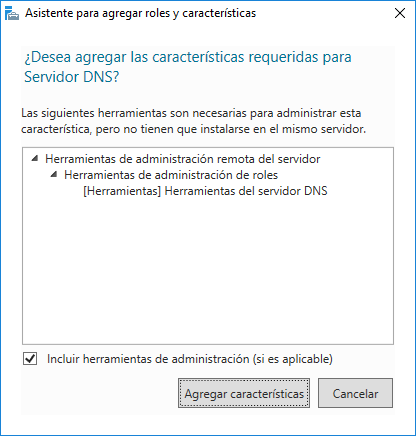 Asistente para agregar roles y características
¿Desea agregar las características requeridas para
Servidor DNS?
Las siguientes herramientas son necesarias para administrar esta
característica, pero no tienen que instalarse en el mismo servidor.
Herramientas de administración remota del servidor
Herramientas de administración de roles
[Herramientas] Herramientas del servidor DNS
Incluir herramientas de administración (si es aplicable)
Agregar características
Cancelar